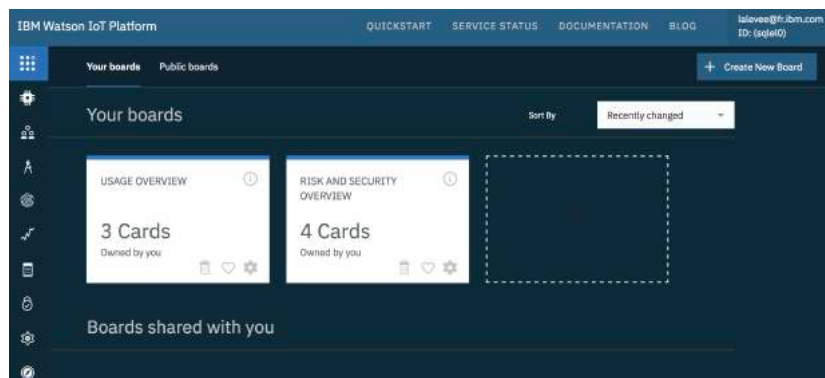 IBM Watson IoT Platform
QUICKSTART SERVICE STATUS DOCUMENTATION BLOG
lalevee@fr.ibm.com
ID: (sqlel0)
Your boards Public boards
+ Create New Board
Your boards
Sort By Recently changed
USAGE OVERVIEW
3 Cards
Owned by you
RISK AND SECURITY
OVERVIEW
4 Cards
Owned by you
Boards shared with you